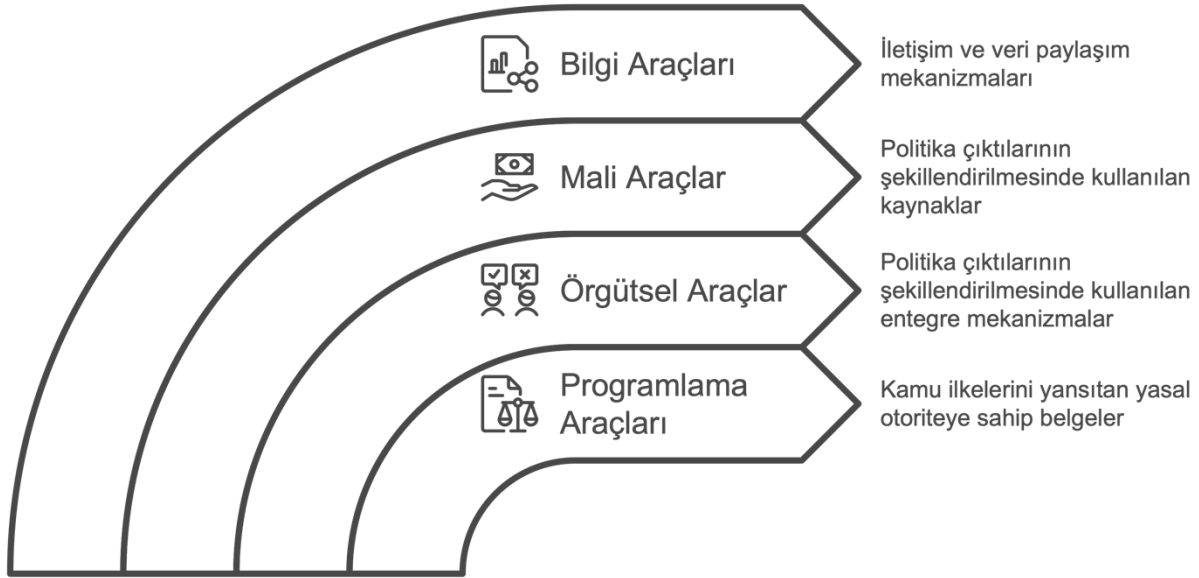 Bilgi Araçları
İletişim ve veri paylaşım
mekanizmaları
Mali Araçlar
Politika çıktılarının
şekillendirilmesinde kullanılan
kaynaklar
Örgütsel Araçlar
Politika çıktılarının
şekillendirilmesinde kullanılan
entegre mekanizmalar
Programlama
Araçları
Kamu ilkelerini yansıtan yasal
otoriteye sahip belgeler